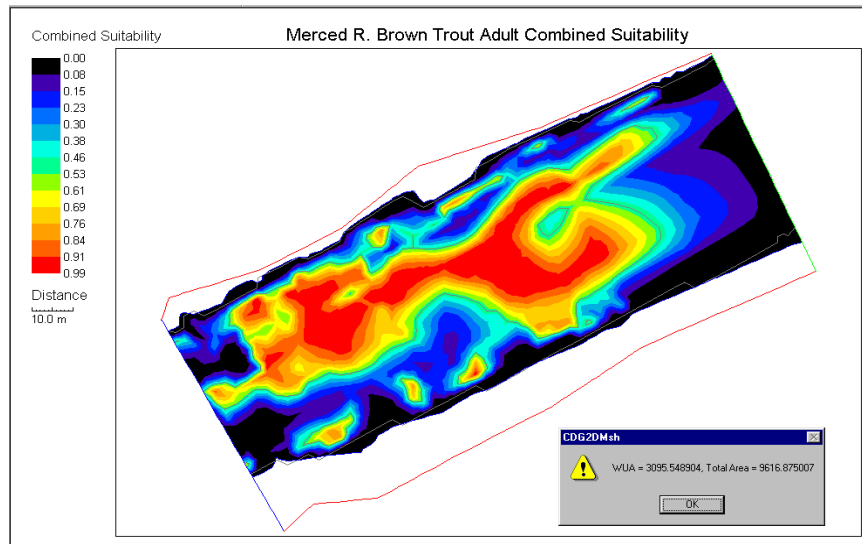 Merced R. Brown Trout Adult Combined Suitability
Combined Suitability
0.00
0.08
0.15
0.23
0.30
0.38
0.46
0.53
0.61
0.69
0.76
0.84
0.91
0.99
Distance
10.0 m
CDG2DMsh
WUA = 3095.548904, Total Area = 9616.875007
OK